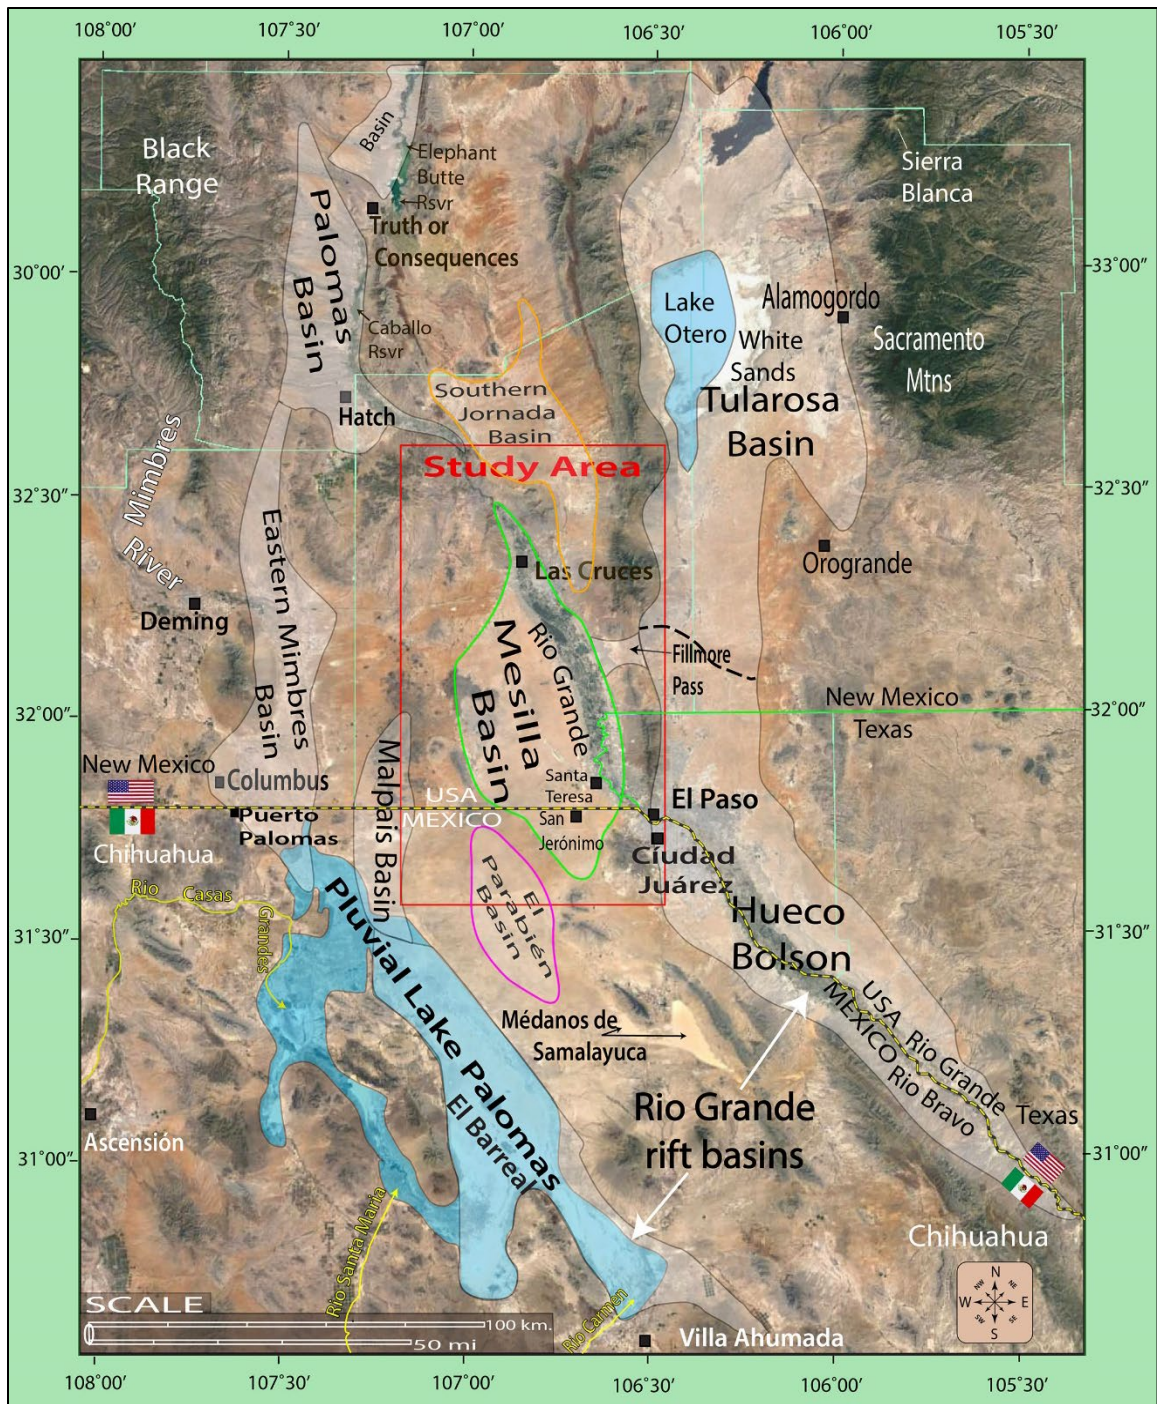 108°00'
107°30'
107°00'
106°30'
106°00'
105°30'
Basin
Elephant
Butte
Rsvr
Black
Range
Sierra
Blanca
Truth or
Consequences
Palomas
Basin
30°00'
33°00”
Lake
Otero
Alamogordo
White
Sands
Sacramento
Mtns
Caballo
Rsvr
Tularosa
Basin
Southern
Jornada
Basin
Hatch
Study Area
32°30”
32°30”
Mimbres
River
Eastern Mimbres
Basin
Orogrande
Las Cruces
Deming
Mesilla
Basin
Rio Grande
Fillmore
Pass
32°00”
32°00”
New Mexico
Texas
Malpais Basin
New Mexico
Columbus
Santa
Teresa
USA
MEXICO
El Paso
Puerto
Palomas
San
Jerónimo
Chihuahua
Cíudad
Juárez
El
Parabién
Basin
Rio Casas
Grandes
Hueco
Bolson
31°30”
31°30”
Pluvial Lake Palomas
El Barreal
USA
MEXICO
Rio Grande
Rio Bravo
Médanos de
Samalayuca
Rio Grande
rift basins
Texas
Ascensión
31°00”
31°00”
Rio Santa Maria
Chihuahua
N
NE
E
SE
S
SW
W
NW
SCALE
100 km.
50 mi
Rio Carmen
Villa Ahumada
108°00'
107°30'
107°00'
106°30'
106°00'
105°30'